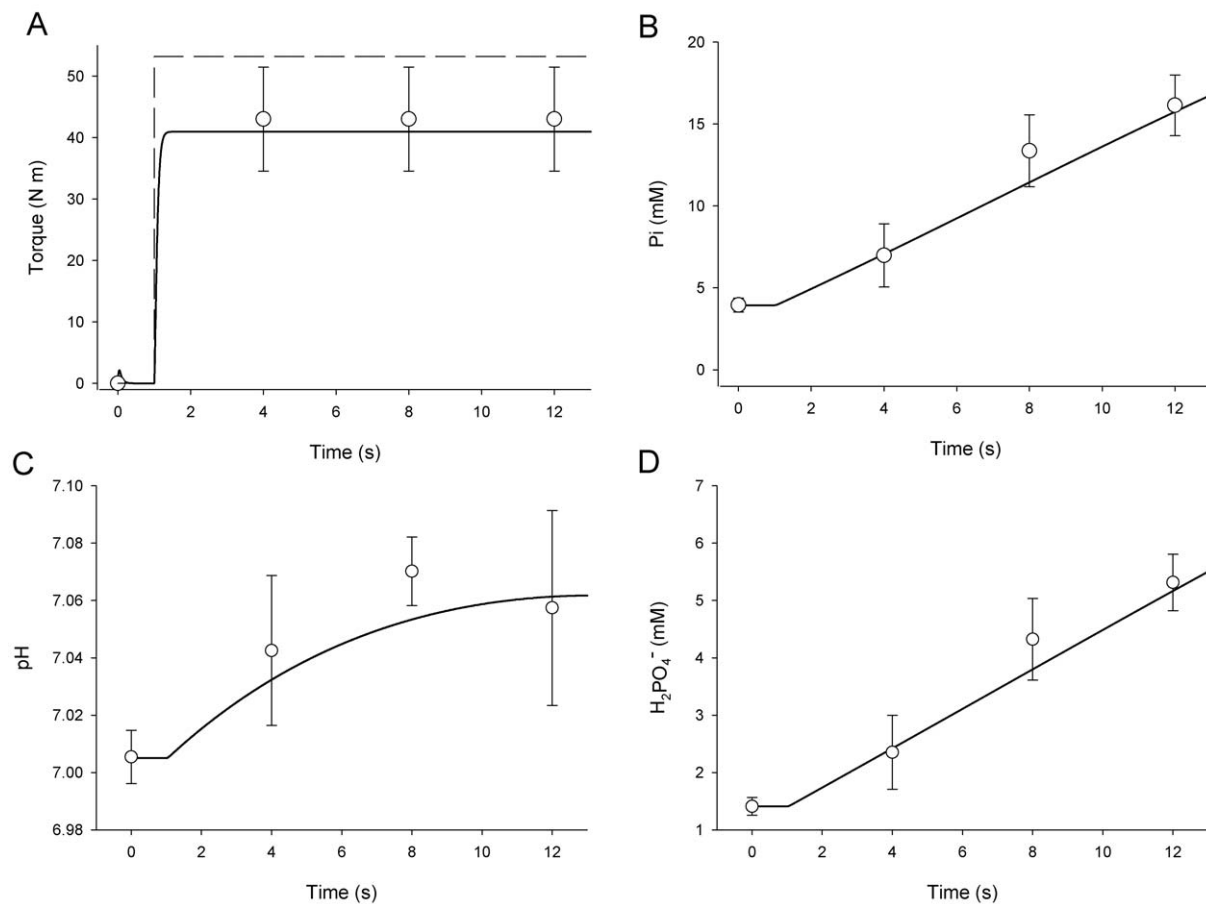 A
50
40
30
20
10
0
Torque (N m)
0 2 4 6 8 10 12
Time (s)
B
20
15
10
5
0
Pi (mM)
0 2 4 6 8 10 12
Time (s)
C
7.10
7.08
7.06
7.04
7.02
7.00
6.98
pH
0 2 4 6 8 10 12
Time (s)
D
7
6
5
4
3
2
1
H₂PO₄⁻ (mM)
0 2 4 6 8 10 12
Time (s)